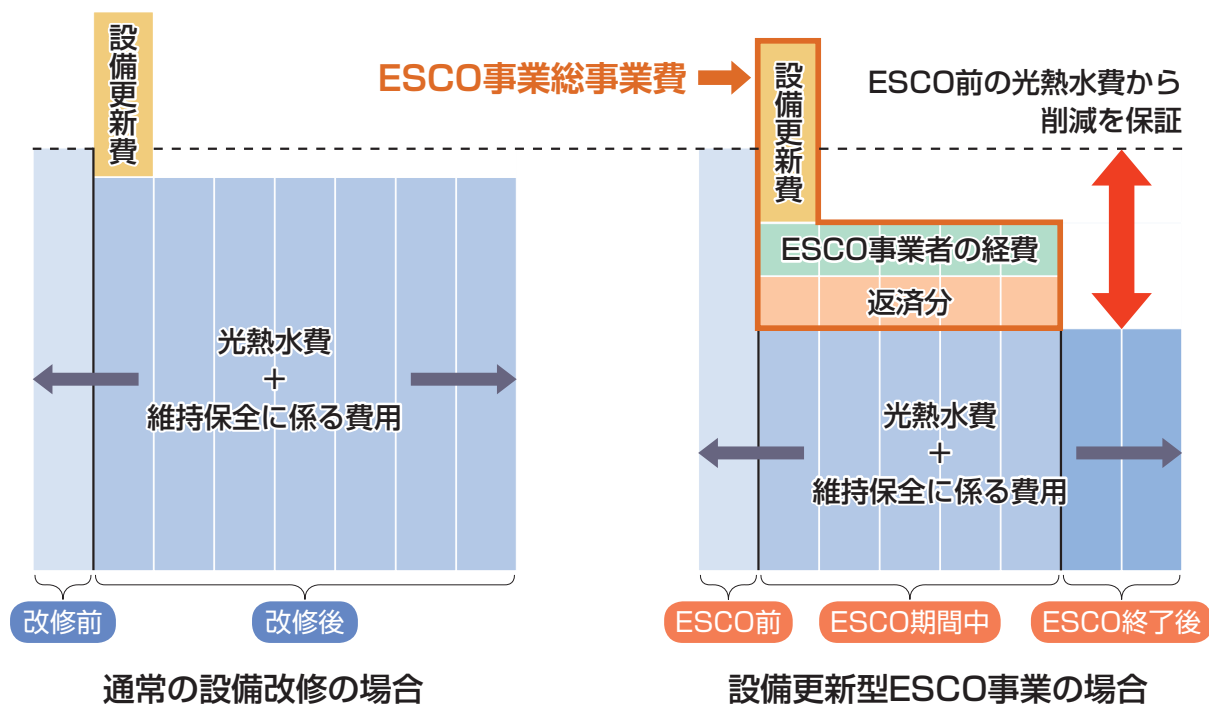 設備更新費
光熱水費
+
維持保全に係る費用
改修前
改修後
通常の設備改修の場合
ESCO事業総事業費
設備更新費
ESCO前の光熱水費から
削減を保証
ESCO事業者の経費
返済分
光熱水費
+
維持保全に係る費用
ESCO前
ESCO期間中
ESCO終了後
設備更新型ESCO事業の場合